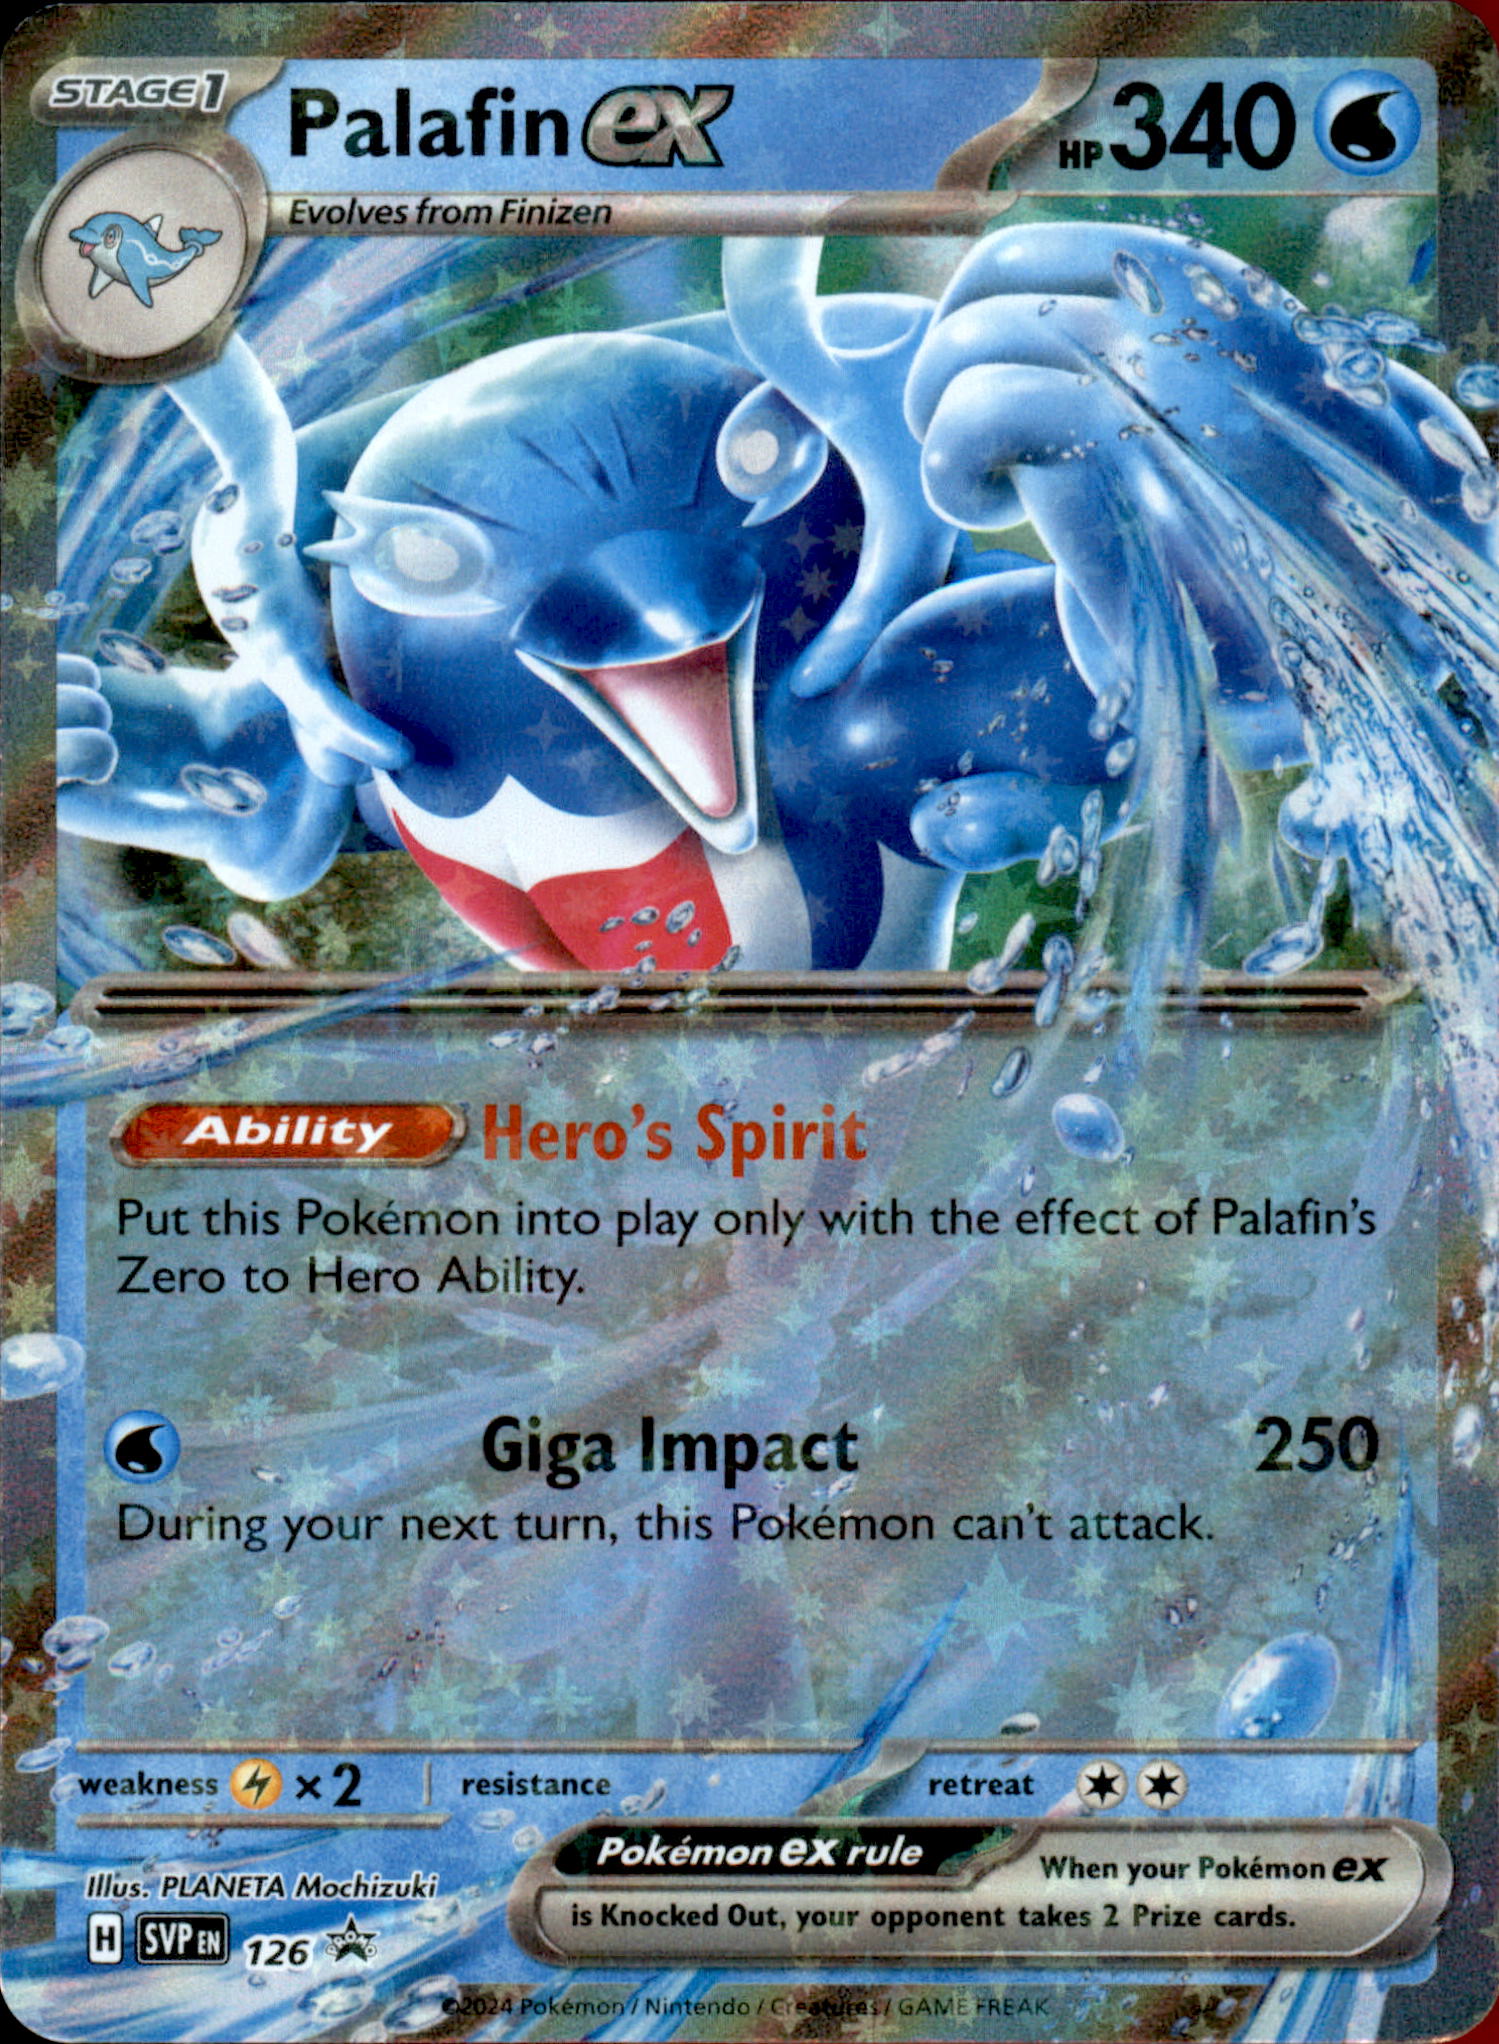 STAGE1
Palafin ex
HP 340
Evolves from Finizen
Ability Hero's Spirit
Put this Pokémon into play only with the effect of Palafin's
Zero to Hero Ability.
Giga Impact 250
During your next turn, this Pokémon can't attack.
weakness ×2 resistance retreat
Pokémon ex rule When your Pokémon ex
is Knocked Out, your opponent takes 2 Prize cards.
Illus. PLANETA Mochizuki
H SVP EN 126 PROMO
©2024 Pokémon / Nintendo / Creatures / GAME FREAK